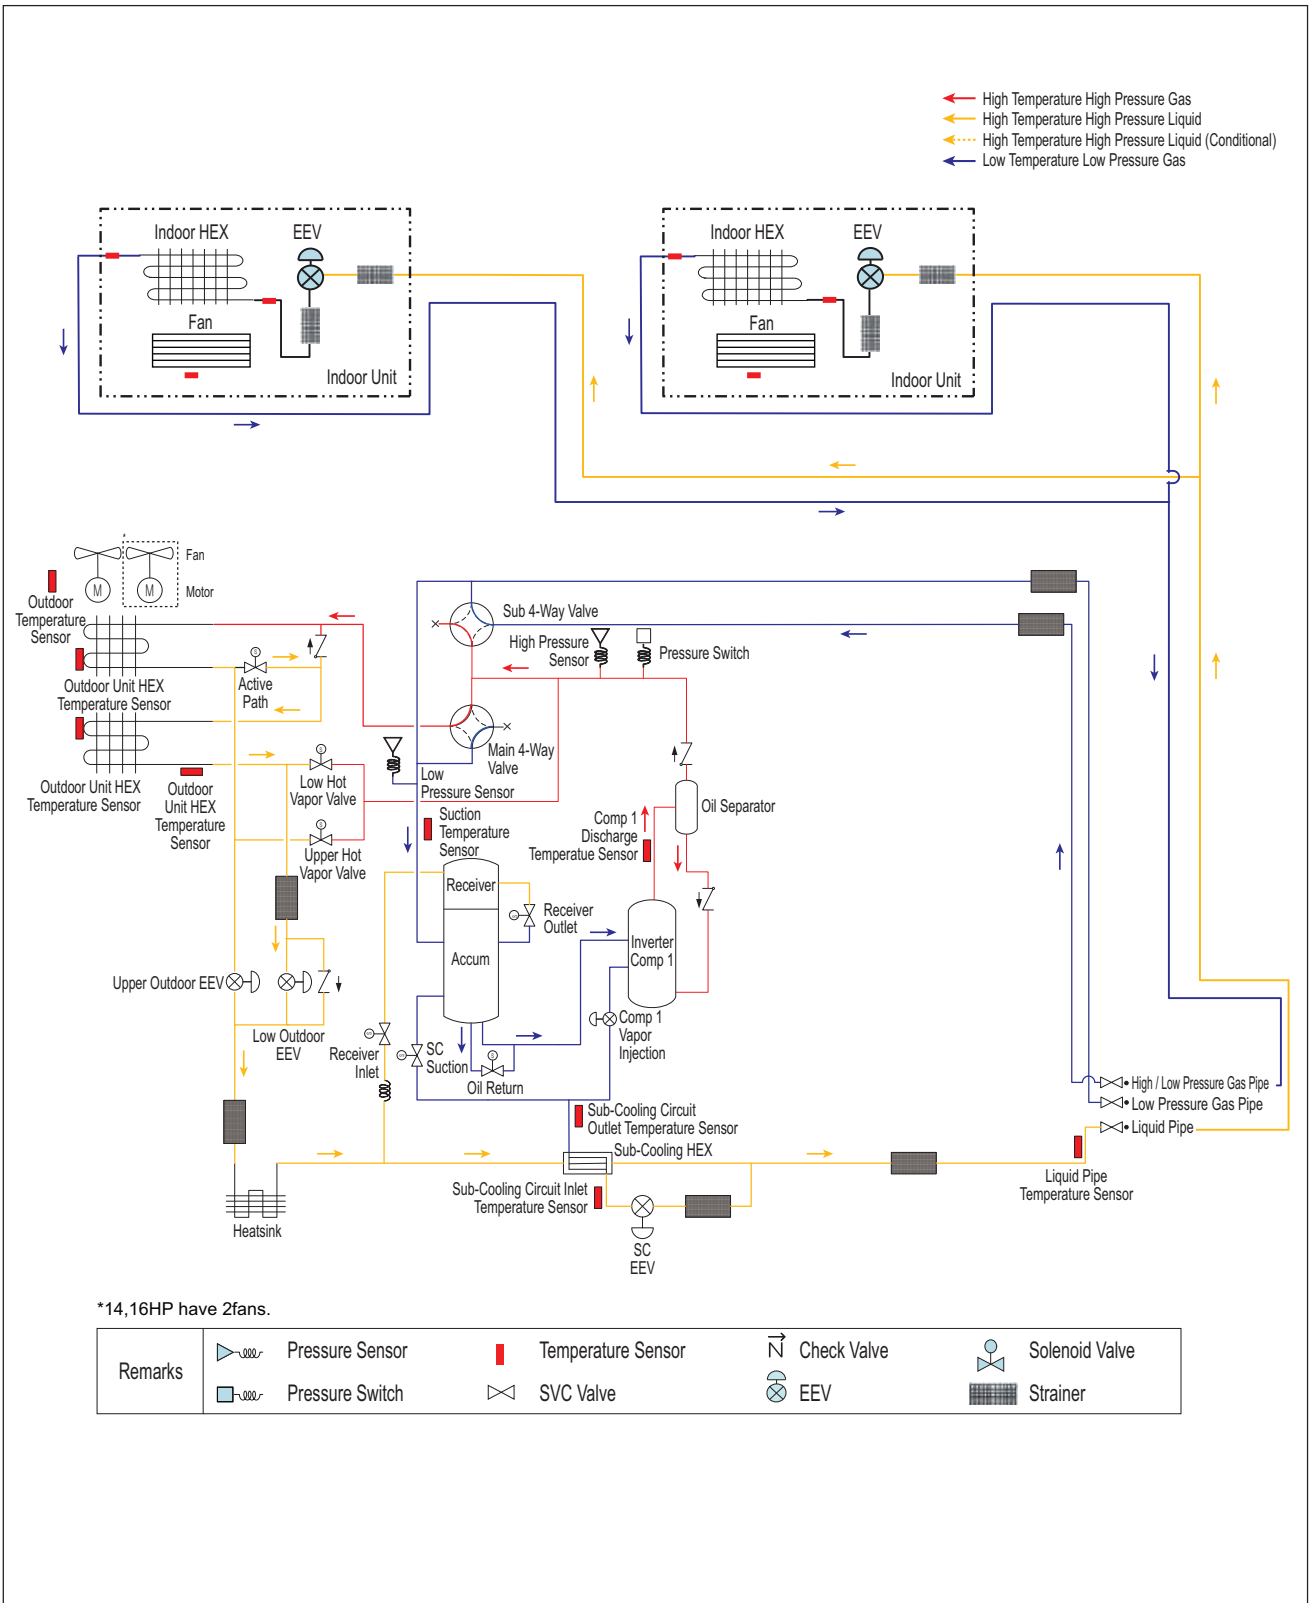 High Temperature High Pressure Gas
High Temperature High Pressure Liquid
High Temperature High Pressure Liquid (Conditional)
Low Temperature Low Pressure Gas
Indoor HEX
EEV
Fan
Indoor Unit
Indoor HEX
EEV
Fan
Indoor Unit
*
Fan
M
M
Motor
Outdoor
Temperature
Sensor
Sub 4-Way Valve
High Pressure
Sensor
Pressure Switch
S
Active
Path
Outdoor Unit HEX
Temperature Sensor
Main 4-Way
Valve
Outdoor Unit HEX
Temperature Sensor
Outdoor
Unit HEX
Temperature
Sensor
S
Low Hot
Vapor Valve
Low
Pressure Sensor
S
Upper Hot
Vapor Valve
Suction
Temperature
Sensor
Comp 1
Discharge
Temperatue Sensor
Oil Separator
Receiver
S
Receiver
Outlet
Accum
Inverter
Comp 1
Upper Outdoor EEV
Low Outdoor
EEV
S
Receiver
Inlet
S
SC
Suction
S
Oil Return
Comp 1
Vapor
Injection
High / Low Pressure Gas Pipe
Low Pressure Gas Pipe
Liquid Pipe
Sub-Cooling Circuit
Outlet Temperature Sensor
Sub-Cooling HEX
Sub-Cooling Circuit Inlet
Temperature Sensor
Liquid Pipe
Temperature Sensor
Heatsink
SC
EEV
*14,16HP have 2fans.
Remarks
Pressure Sensor
Temperature Sensor
Check Valve
Solenoid Valve
Pressure Switch
SVC Valve
EEV
Strainer